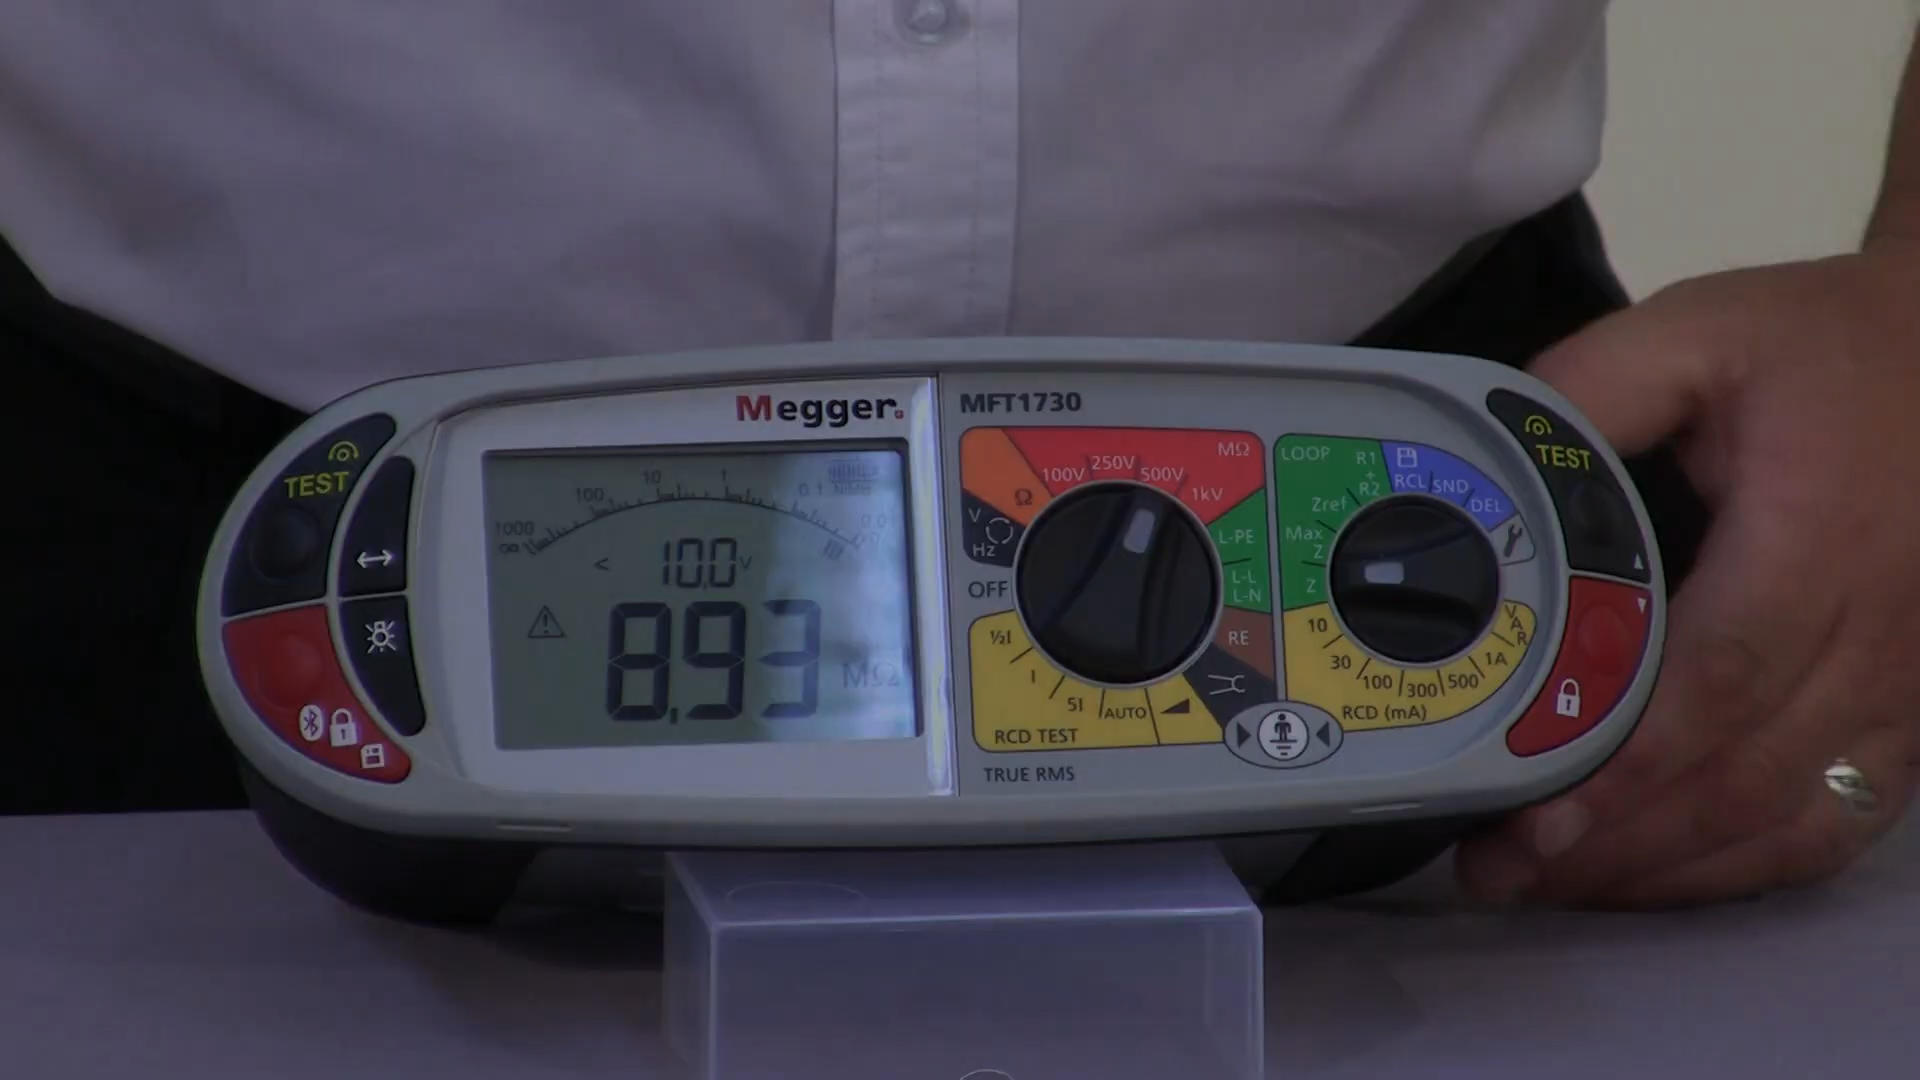 Megger.
MFT1730
TEST
1000
100
10
1
0.1
< 10.0 V
8.93 MΩ
MΩ
100V
250V
500V
1kV
Ω
V
Hz
OFF
L-PE
L-L
L-N
RE
½I
I
5I
AUTO
RCD TEST
TRUE RMS
LOOP
R1
+
R2
Zref
Max
Z
Z
RCL
SND
DEL
10
30
100
300
500
1A
VAR
RCD (mA)
TEST